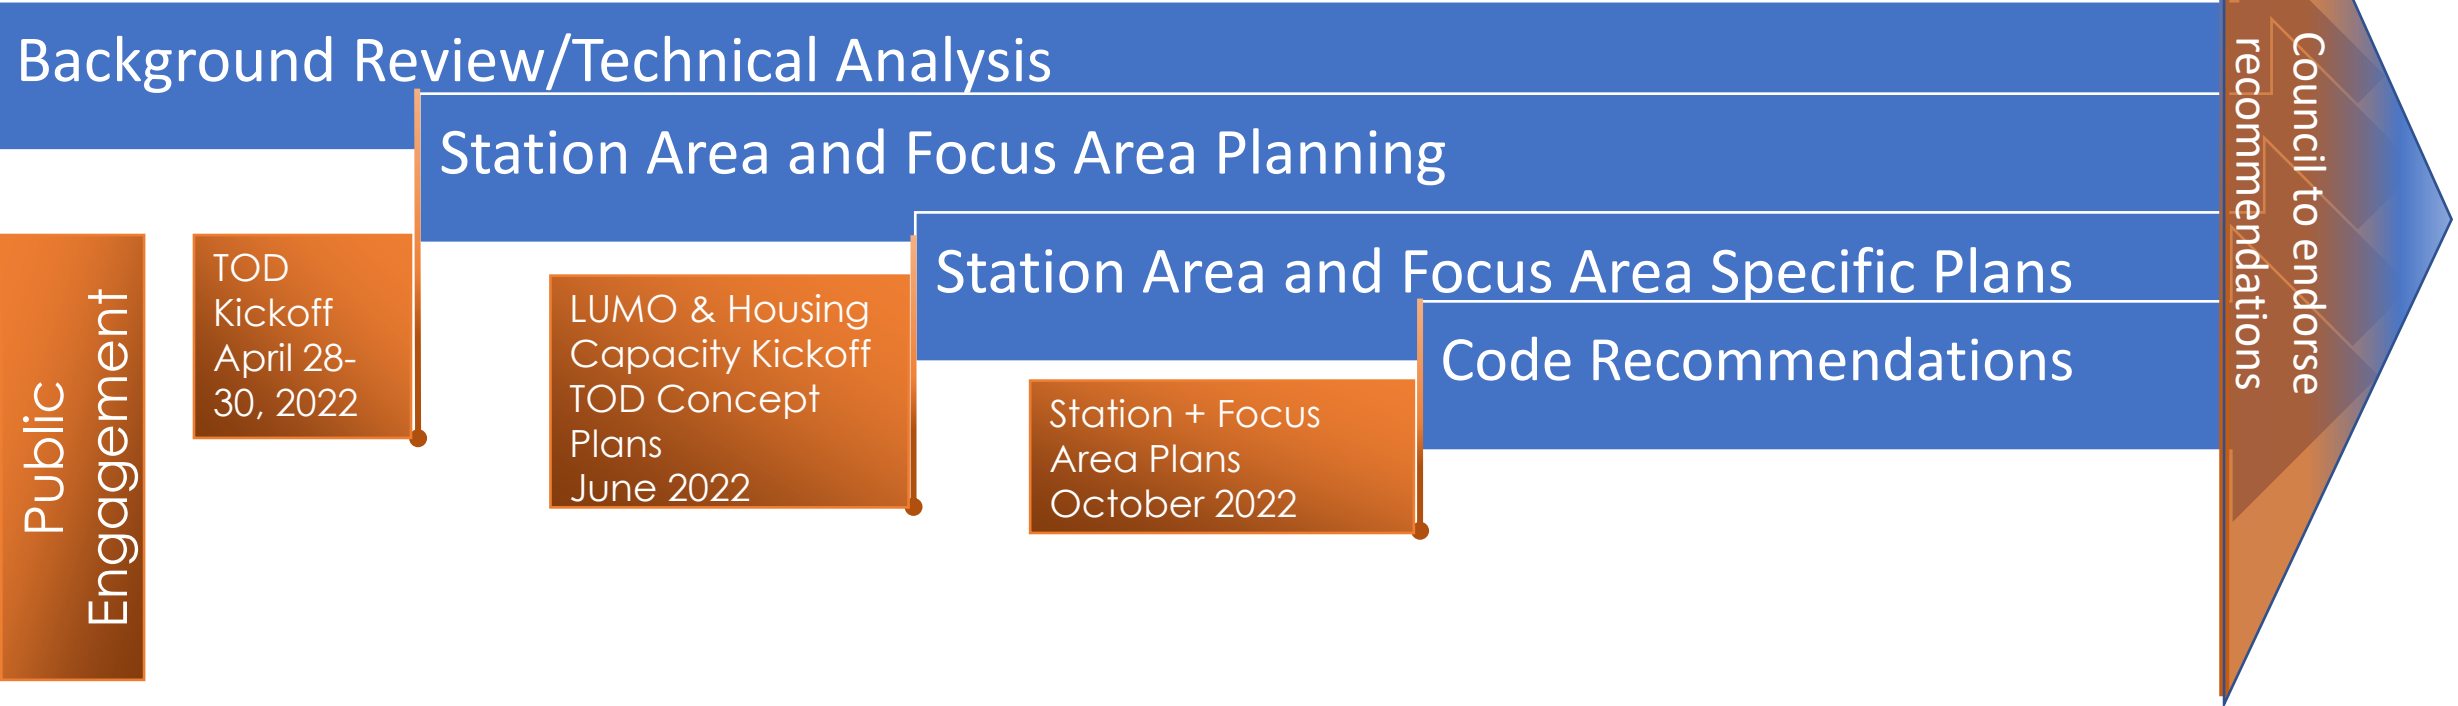 Background Review/Technical Analysis
Station Area and Focus Area Planning
Station Area and Focus Area Specific Plans
Code Recommendations
Council to endorse
recommendations
Public
Engagement
TOD
Kickoff
April 28-
30, 2022
LUMO & Housing
Capacity Kickoff
TOD Concept
Plans
June 2022
Station + Focus
Area Plans
October 2022